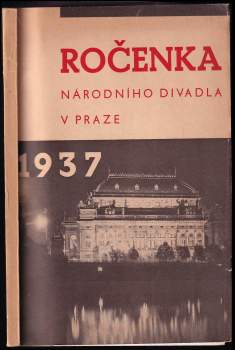 ROČENKA
NÁRODNÍHO DIVADLA
V PRAZE
1937